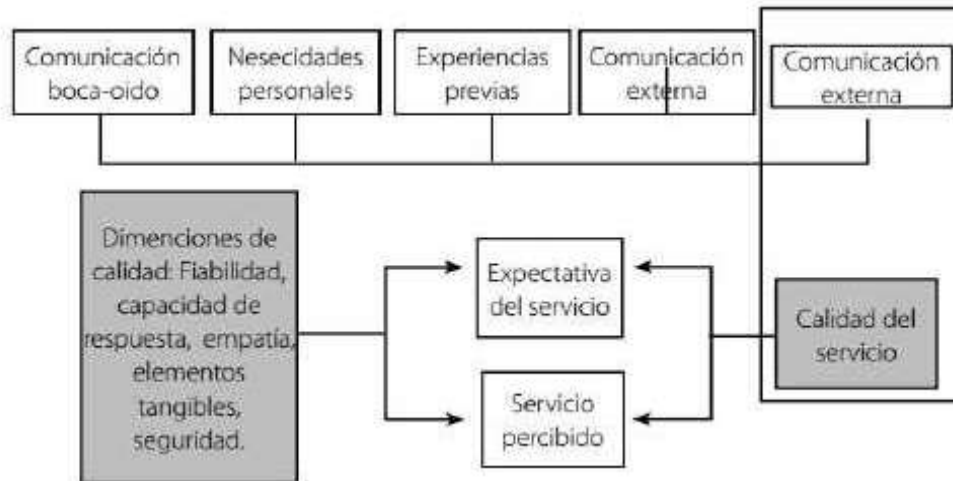 Comunicación
boca-oido
Nesecidades
personales
Experiencias
previas
Comunicación
externa
Comunicación
externa
Dimenciones de
calidad: Fiabilidad,
capacidad de
respuesta, empatía,
elementos
tangibles,
seguridad.
Expectativa
del servicio
Servicio
percibido
Calidad del
servicio